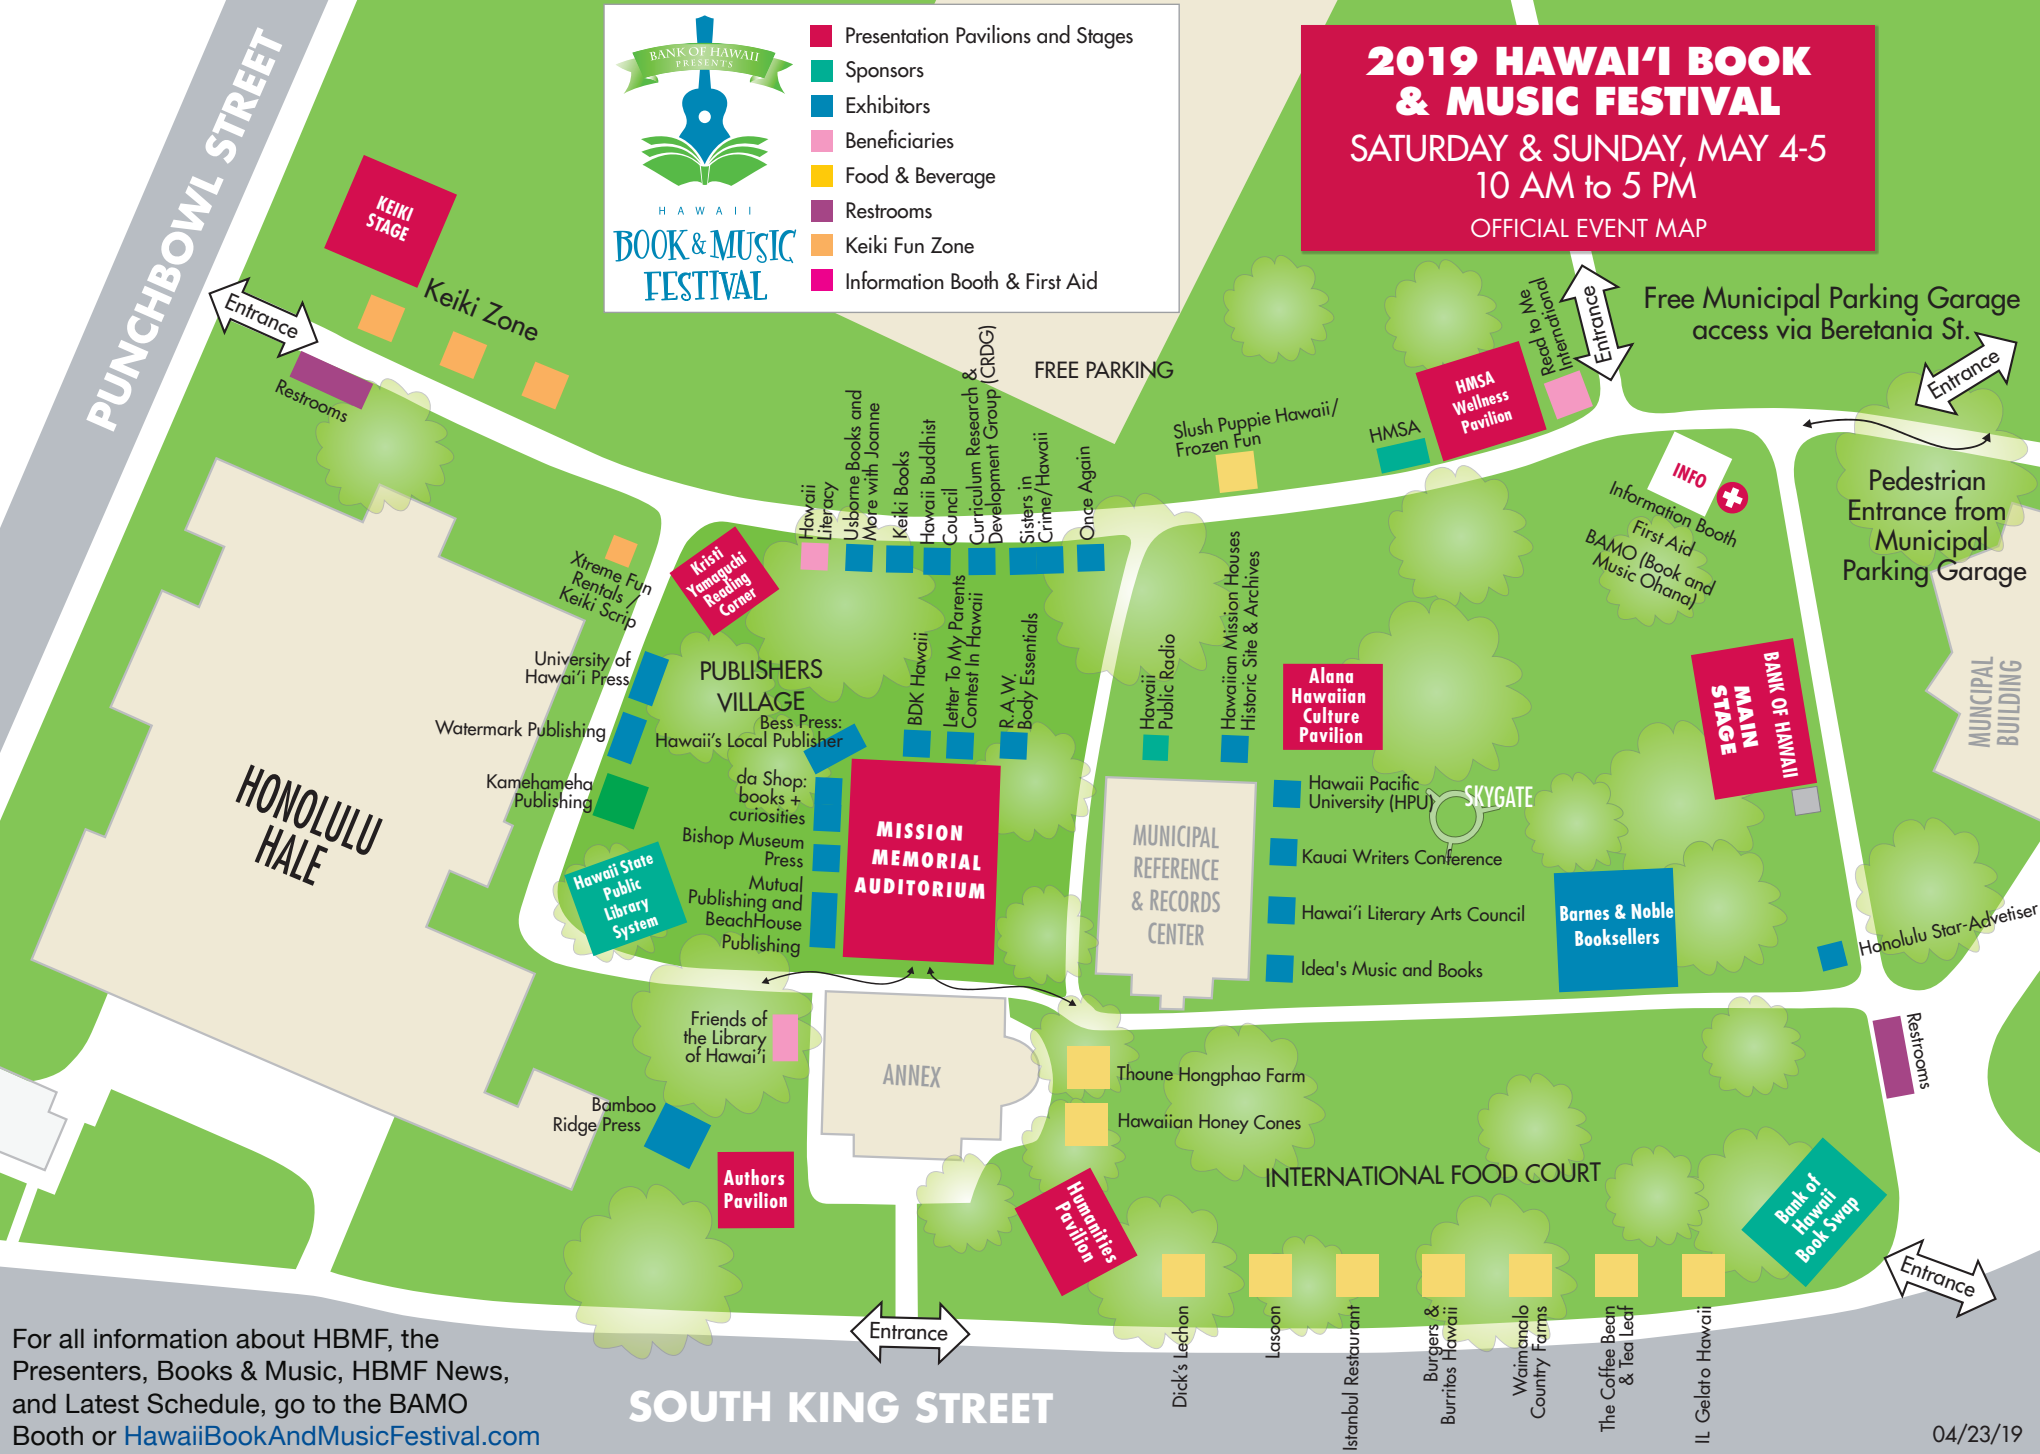 BANK OF HAWAII
PRESENTS
HAWAII
BOOK & MUSIC
FESTIVAL
Presentation Pavilions and Stages
Sponsors
Exhibitors
Beneficiaries
Food & Beverage
Restrooms
Keiki Fun Zone
Information Booth & First Aid
2019 HAWAI‘I BOOK
& MUSIC FESTIVAL
SATURDAY & SUNDAY, MAY 4-5
10 AM to 5 PM
OFFICIAL EVENT MAP
PUNCHBOWL STREET
KEIKI
STAGE
Keiki Zone
Entrance
Restrooms
FREE PARKING
Slush Puppie Hawaii/
Frozen Fun
HMSA
HMSA
Wellness
Pavilion
Read to Me
International
Entrance
Free Municipal Parking Garage
access via Beretania St.
Entrance
Pedestrian
Entrance from
Municipal
Parking Garage
INFO
Information Booth
First Aid
BAMO (Book and
Music Ohana)
MUNCIPAL
BUILDING
Xtreme Fun
Rentals /
Keiki Scrip
Kristi
Yamaguchi
Reading
Corner
Hawaii
Literacy
Usborne Books and
More with Joanne
Keiki Books
Hawaii Buddhist
Council
Curriculum Research &
Development Group (CRDG)
Sisters in
Crime/Hawaii
Once Again
University of
Hawai‘i Press
Watermark Publishing
Kamehameha
Publishing
Hawaii State
Public
Library
System
PUBLISHERS
VILLAGE
Bess Press:
Hawaii’s Local Publisher
BDK Hawaii
Letter To My Parents
Contest In Hawaii
R.A.W.
Body Essentials
da Shop:
books +
curiosities
Bishop Museum
Press
Mutual
Publishing and
BeachHouse
Publishing
MISSION
MEMORIAL
AUDITORIUM
Hawaii
Public Radio
Hawaiian Mission Houses
Historic Site & Archives
Alana
Hawaiian
Culture
Pavilion
BANK OF HAWAII
MAIN
STAGE
MUNICIPAL
REFERENCE
& RECORDS
CENTER
Hawaii Pacific
University (HPU)
SKYGATE
Kauai Writers Conference
Hawai‘i Literary Arts Council
Idea's Music and Books
Barnes & Noble
Booksellers
Honolulu Star-Advetiser
HONOLULU
HALE
Friends of
the Library
of Hawai‘i
ANNEX
Bamboo
Ridge Press
Authors
Pavilion
Thoune Hongphao Farm
Hawaiian Honey Cones
Humanities
Pavilion
INTERNATIONAL FOOD COURT
Restrooms
Bank of
Hawaii
Book Swap
Entrance
Entrance
Dick's Lechon
Lasoon
Istanbul Restaurant
Burgers &
Burritos Hawaii
Waimanalo
Country Farms
The Coffee Bean
& Tea Leaf
IL Gelat o Hawaii
SOUTH KING STREET
For all information about HBMF, the
Presenters, Books & Music, HBMF News,
and Latest Schedule, go to the BAMO
Booth or HawaiiBookAndMusicFestival.com
04/23/19